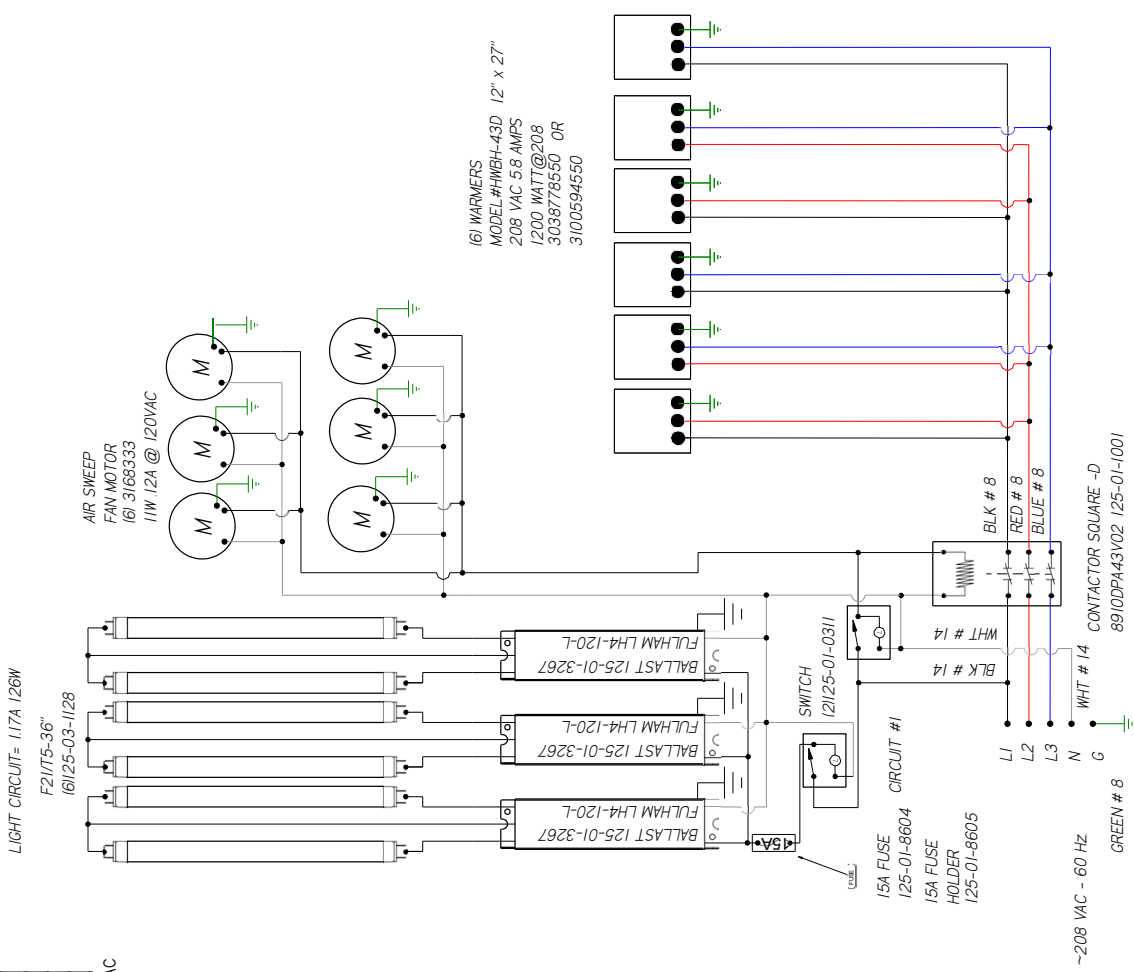 LIGHT CIRCUIT= 1.17A 126W
F21/T5-36"
(6)125-03-1128
AIR SWEEP
FAN MOTOR
(6) 3168333
11W .12A @ 120VAC
M
M
M
M
M
M
(6) WARMERS
MODEL#HWBH-43D 12" x 27"
208 VAC 5.8 AMPS
1200 WATT@208
3038778550 OR
3100594550
BALLAST 125-01-3267
FULHAM LH4-120-L
BALLAST 125-01-3267
FULHAM LH4-120-L
BALLAST 125-01-3267
FULHAM LH4-120-L
15A
FUSE
SWITCH
(2)125-01-0311
CIRCUIT #1
15A FUSE
125-01-8604
15A FUSE
HOLDER
125-01-8605
BLK # 14
WHT # 14
BLK # 8
RED # 8
BLUE # 8
L1
L2
L3
N
G
WHT # 14
GREEN # 8
~208 VAC - 60 HZ
CONTACTOR SQUARE -D
8910DPA43V02 125-01-1001
AC